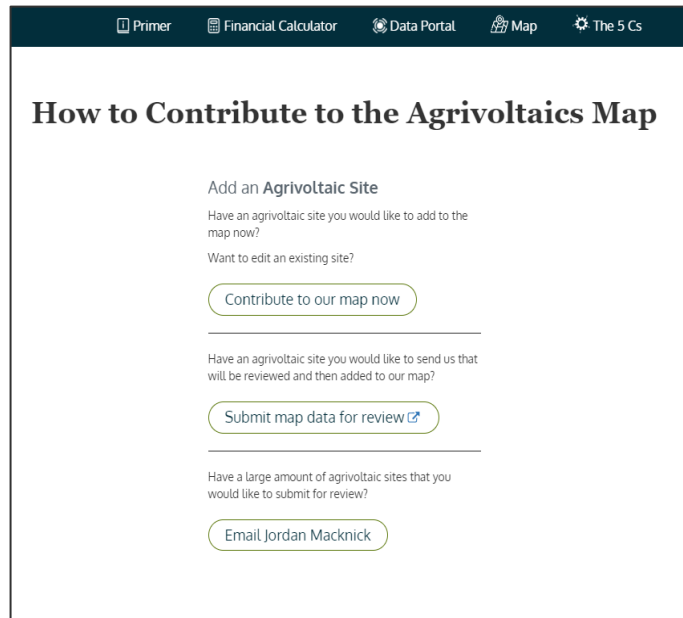 Primer Financial Calculator Data Portal Map The 5 Cs
How to Contribute to the Agrivoltaics Map
Add an Agrivoltaic Site
Have an agrivoltaic site you would like to add to the
map now?
Want to edit an existing site?
Contribute to our map now
Have an agrivoltaic site you would like to send us that
will be reviewed and then added to our map?
Submit map data for review
Have a large amount of agrivoltaic sites that you
would like to submit for review?
Email Jordan Macknick